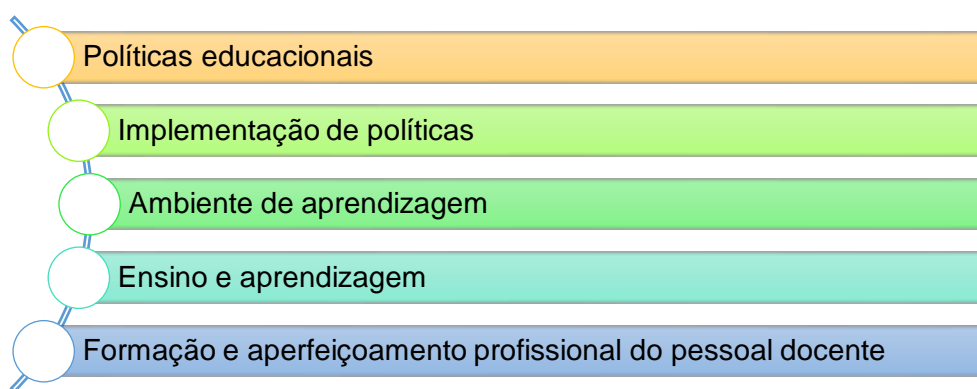 Políticas educacionais
Implementação de políticas
Ambiente de aprendizagem
Ensino e aprendizagem
Formação e aperfeiçoamento profissional do pessoal docente